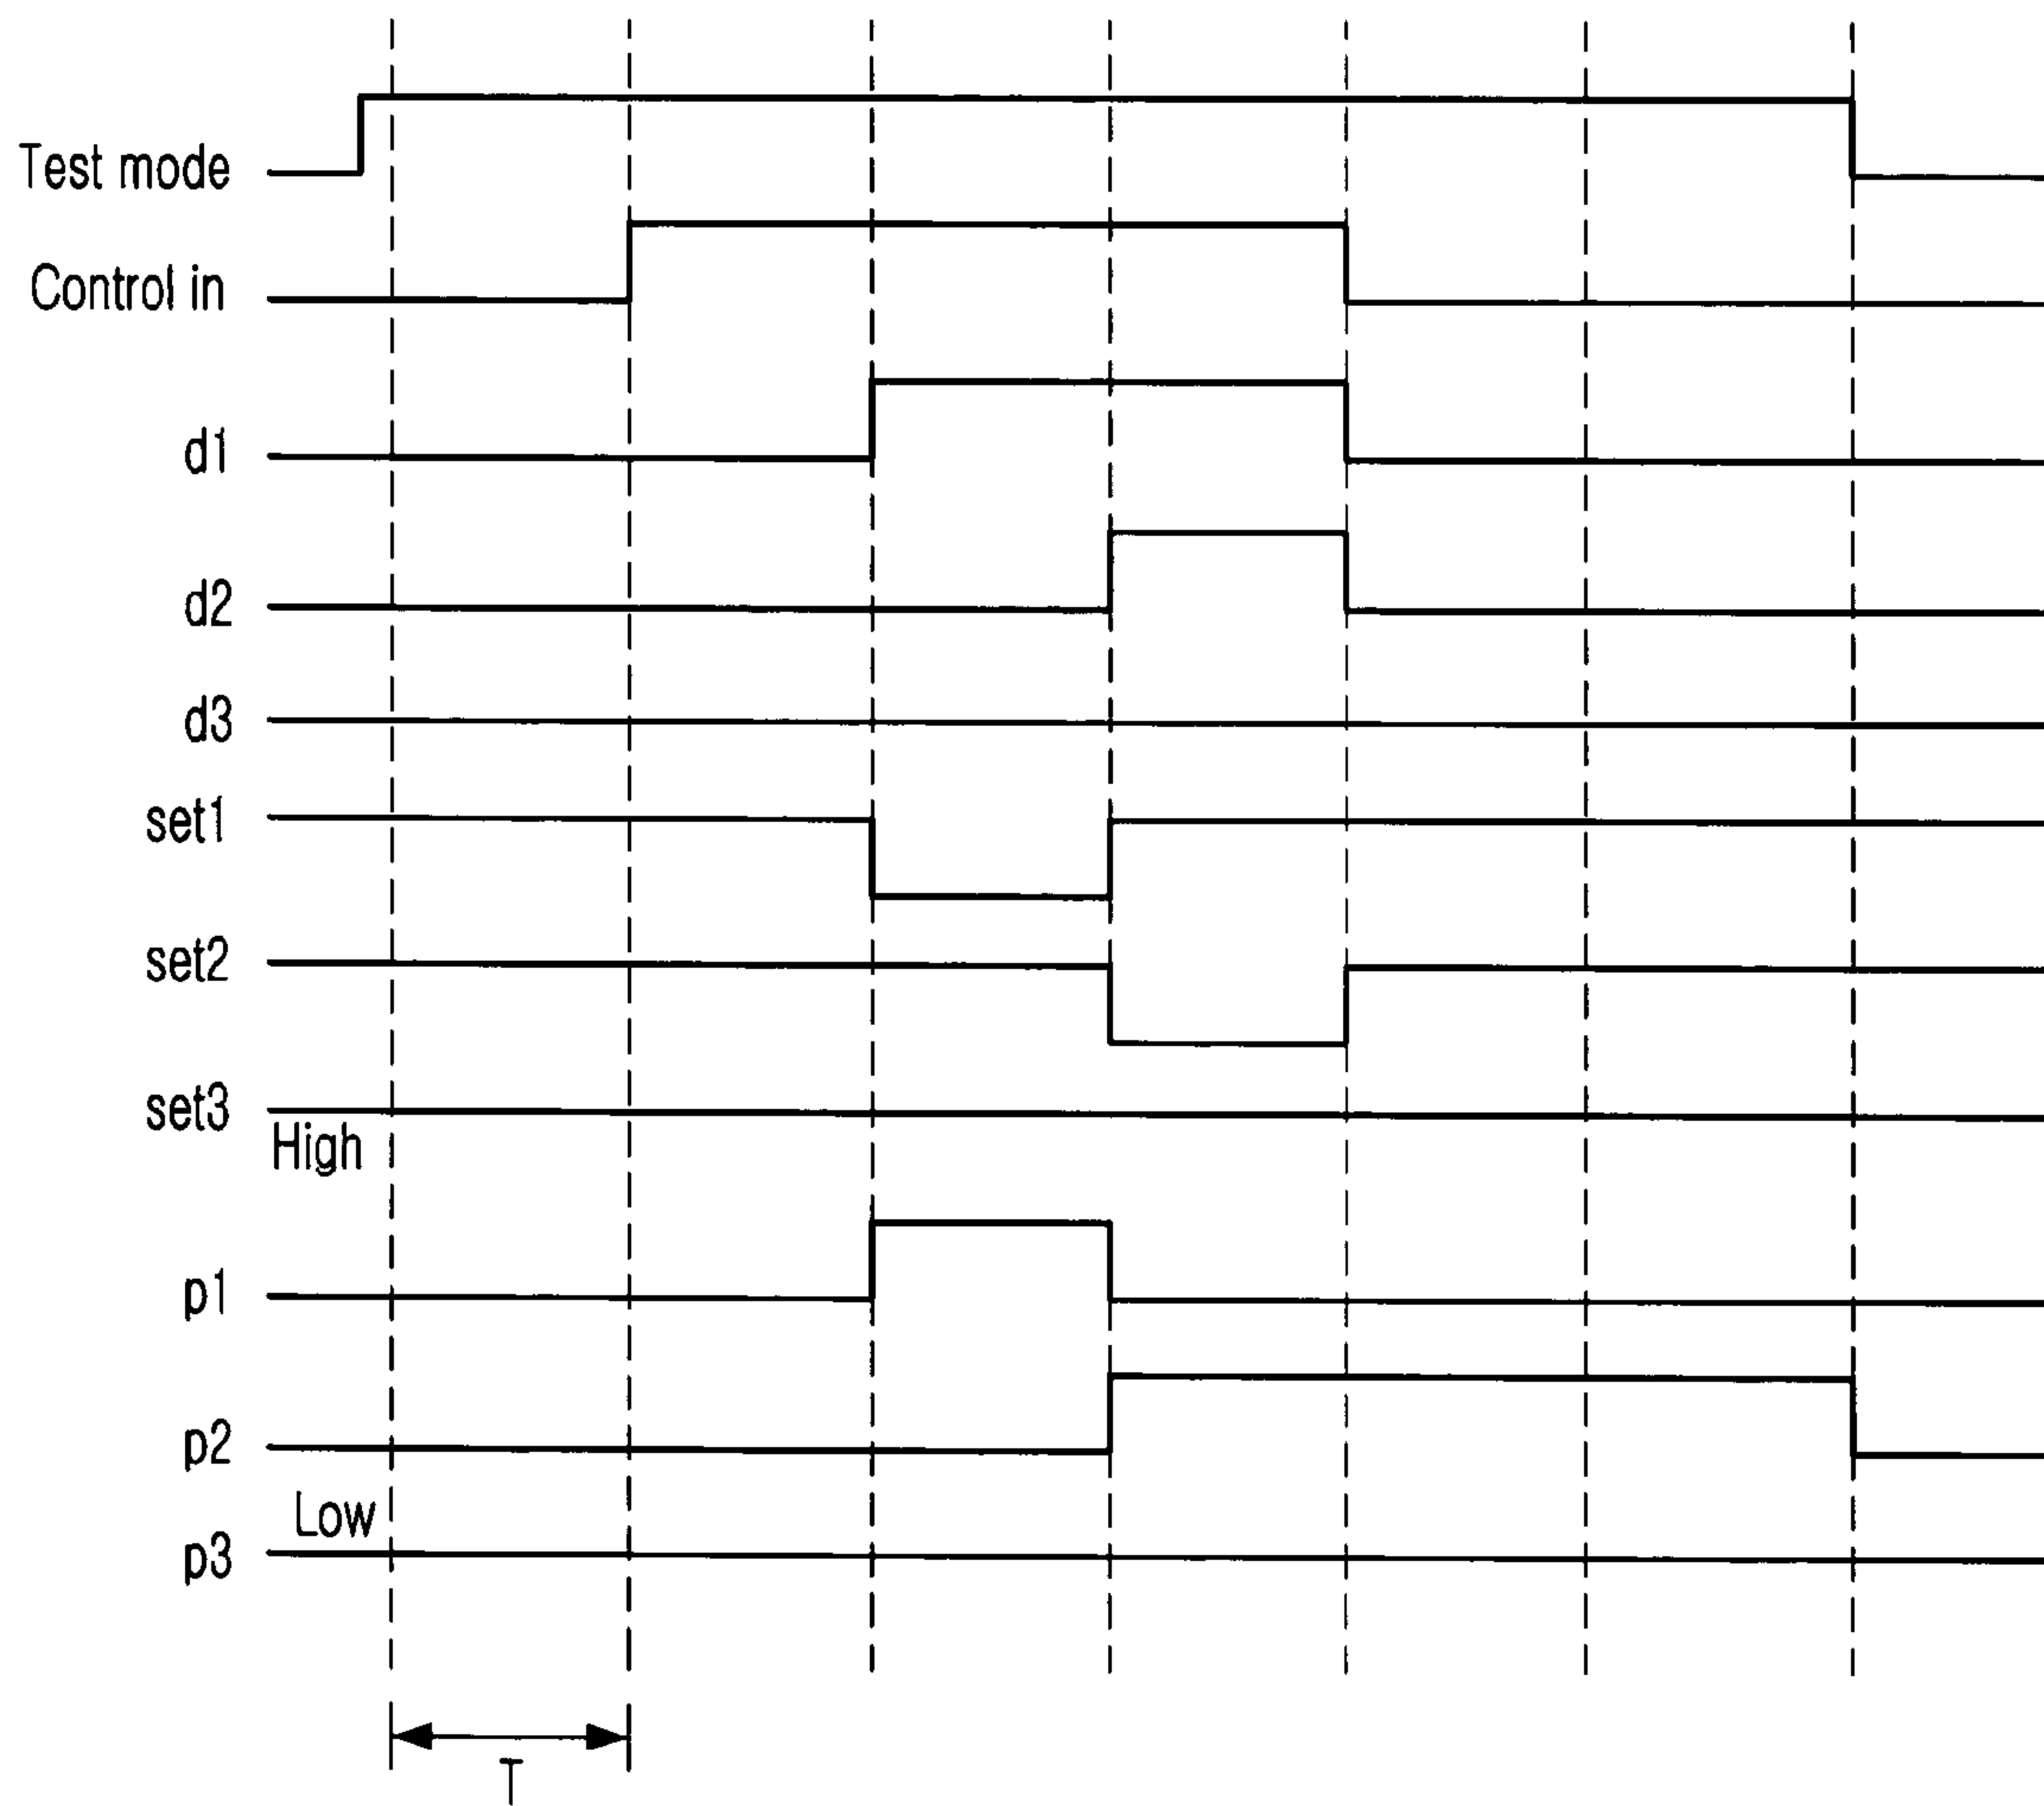 Test mode
Control in
d1
d2
d3
set1
set2
set3
High
p1
p2
Low
p3
T